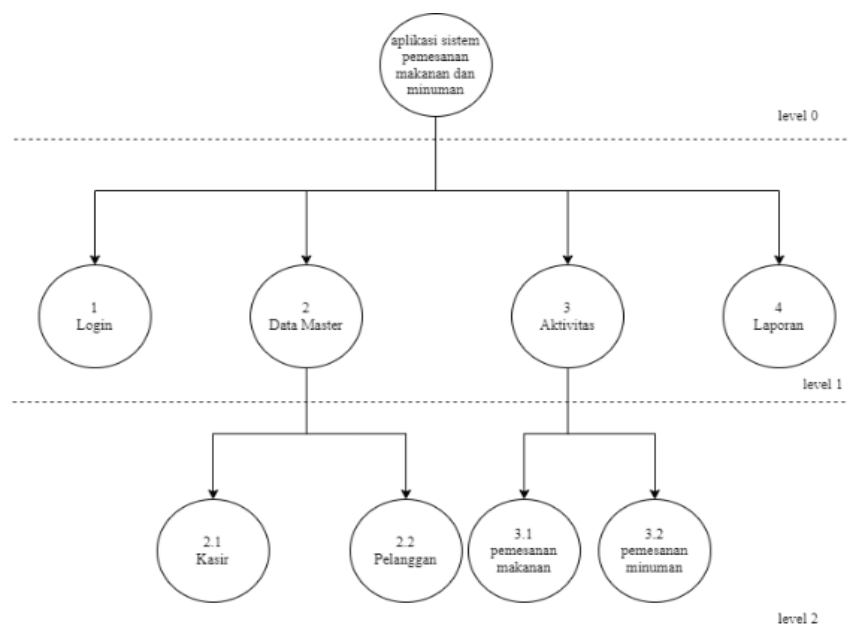 aplikasi sistem
pemesanan
makanan dan
minuman
level 0
1
Login
2
Data Master
3
Aktivitas
4
Laporan
level 1
2.1
Kasir
2.2
Pelanggan
3.1
pemesanan
makanan
3.2
pemesanan
minuman
level 2